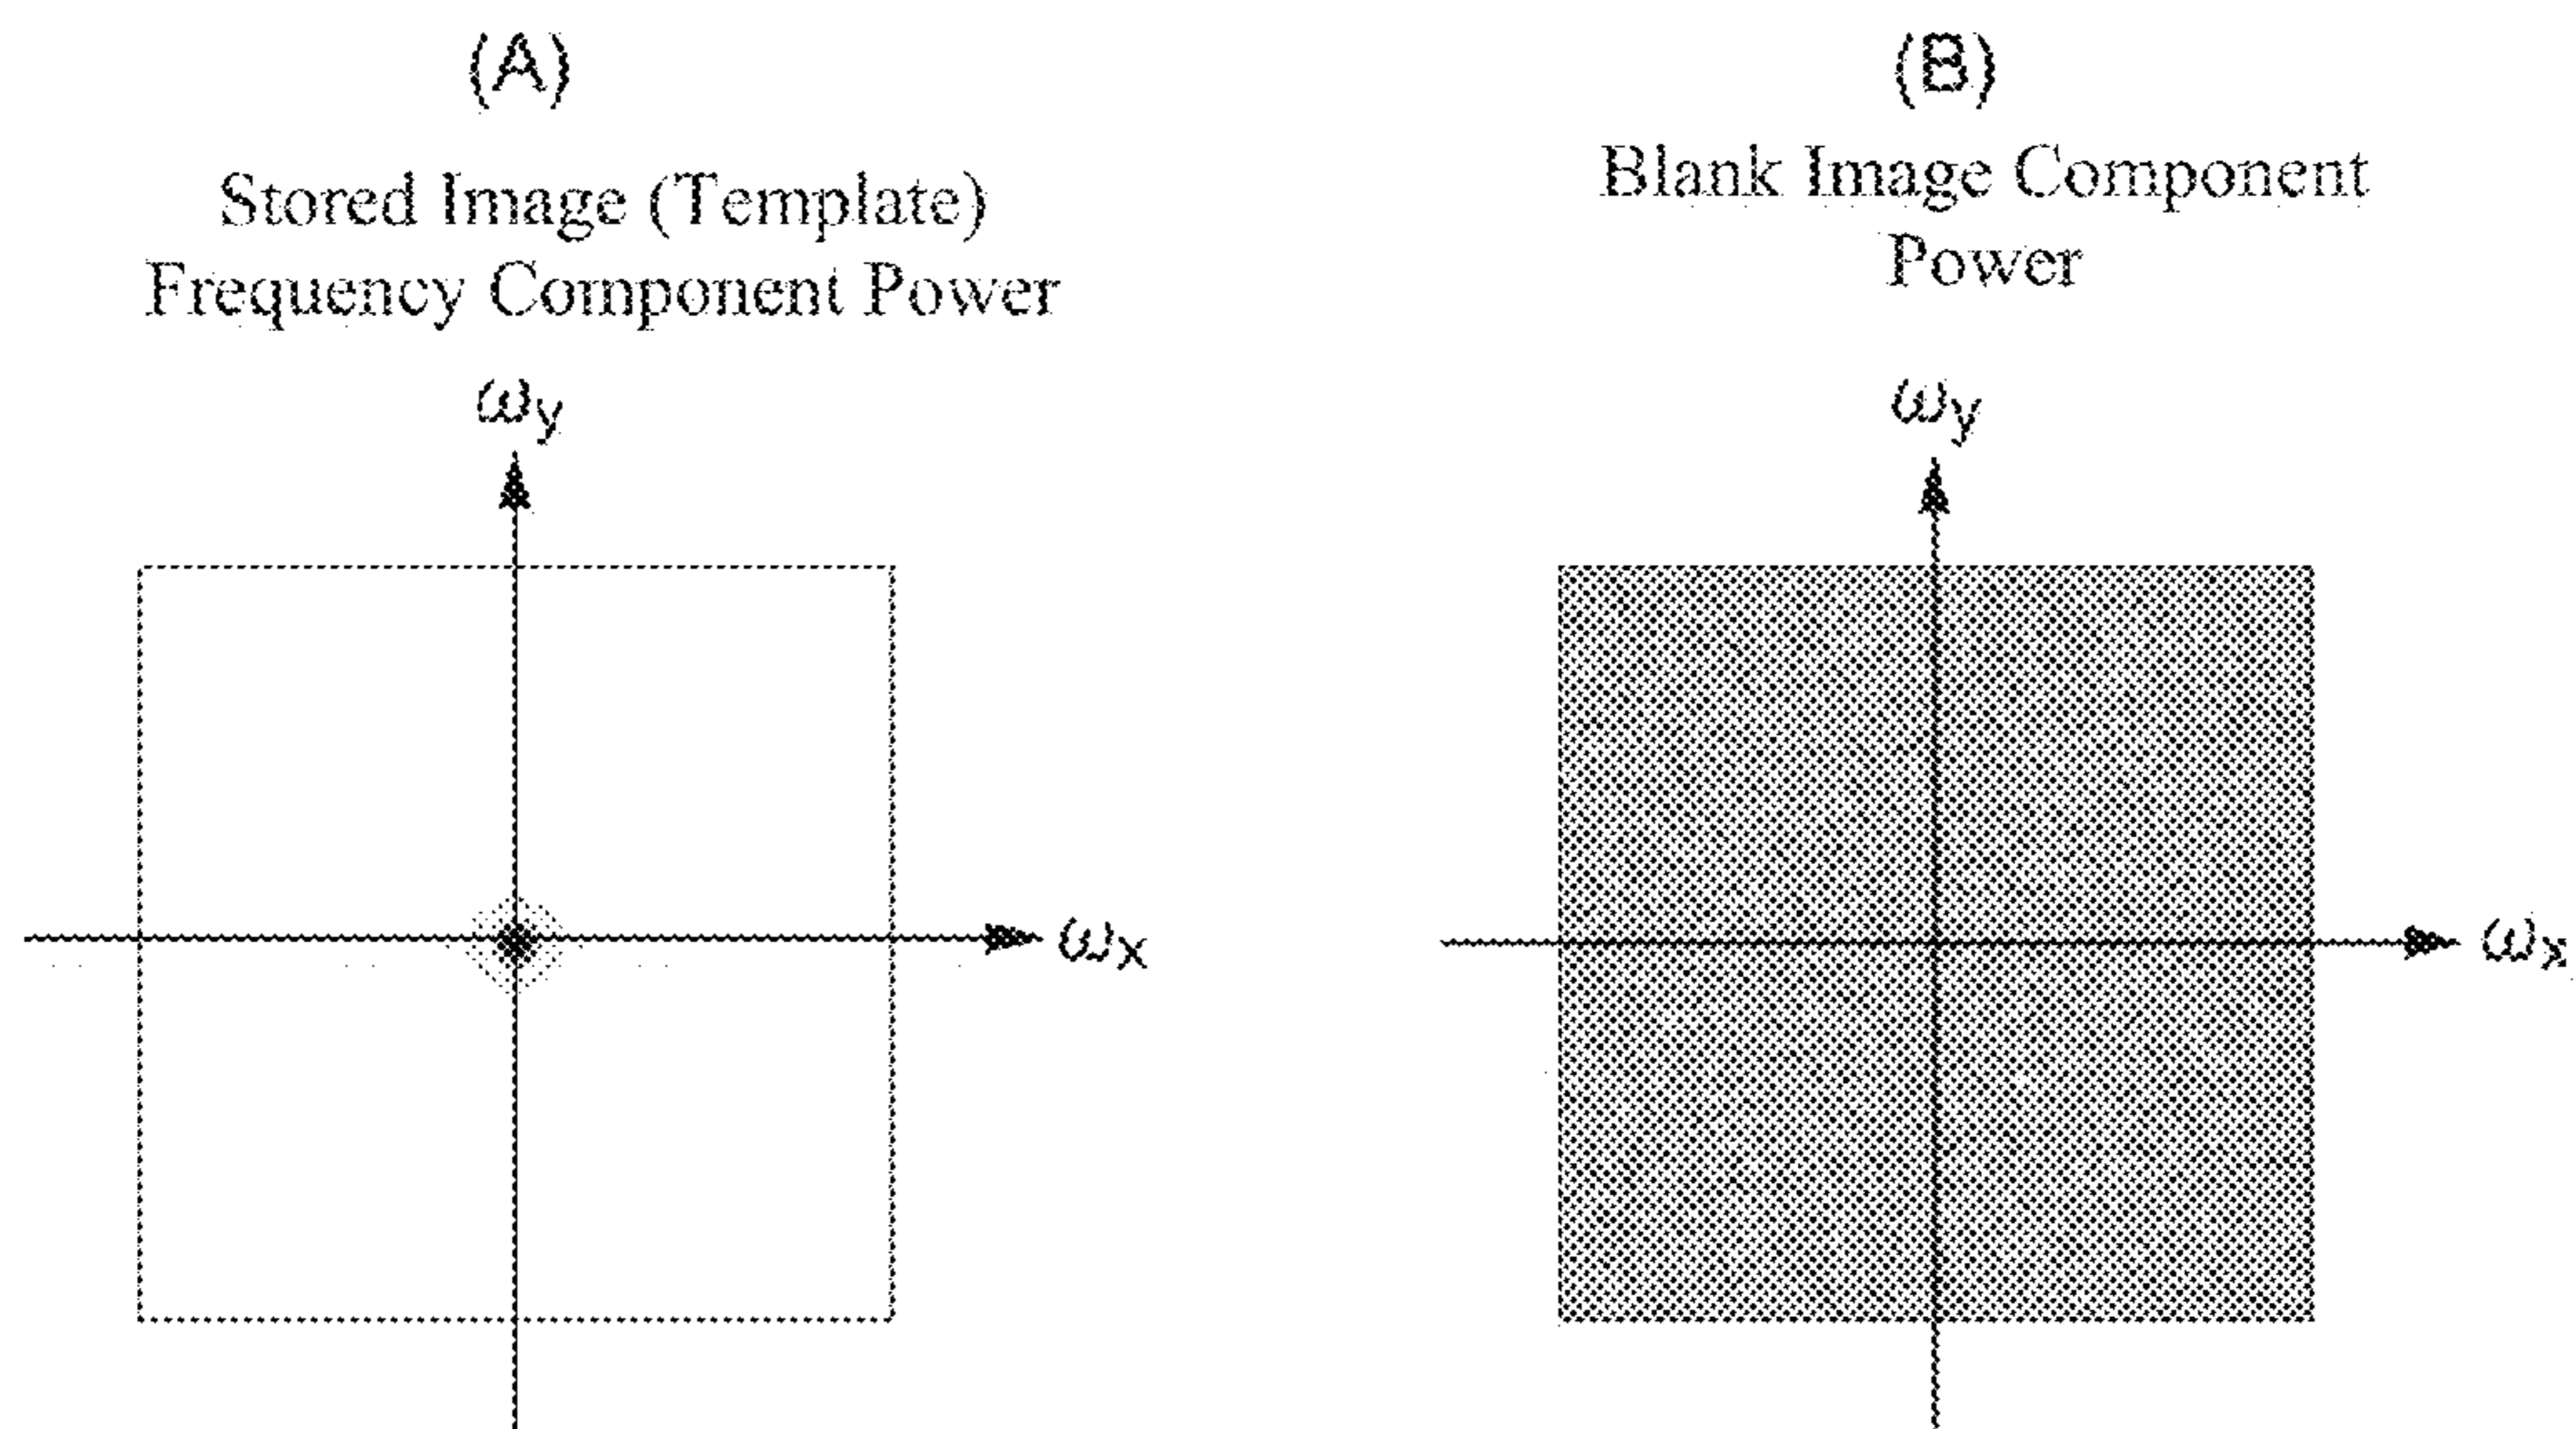 (A)
Stored Image (Template)
Frequency Component Power
ωy
ωx
(B)
Blank Image Component
Power
ωy
ωx